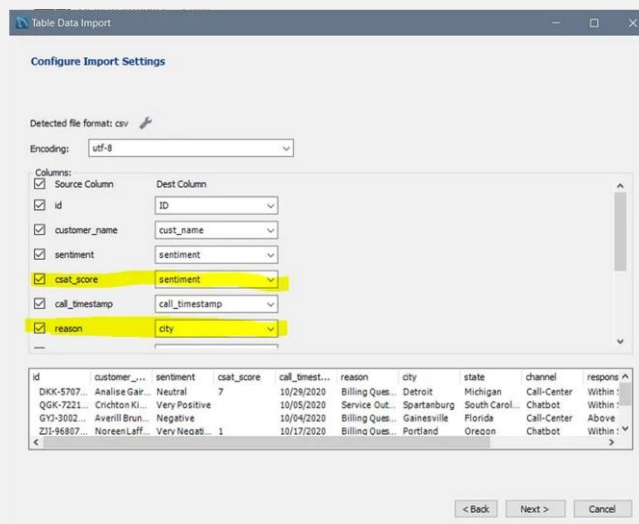 Table Data Import
Configure Import Settings
Detected file format: csv
Encoding: utf-8
Columns:
Source Column Dest Column
id ID
customer_name cust_name
sentiment sentiment
csat_score sentiment
call_timestamp call_timestamp
reason city
id customer_... sentiment csat_score call_timest... reason city state channel respons
DKK-5707... Analise Gair... Neutral 7 10/29/2020 Billing Ques... Detroit Michigan Call-Center Within
QGK-7221... Crichton Ki... Very Positive 10/05/2020 Service Out... Spartanburg South Carol... Chatbot Within
GYJ-3002... Averill Brun... Negative 10/04/2020 Billing Ques... Gainesville Florida Call-Center Above
ZJI-96807... Noreen Laff... Very Negati... 1 10/17/2020 Billing Ques... Portland Oregon Chatbot Within
< Back Next > Cancel